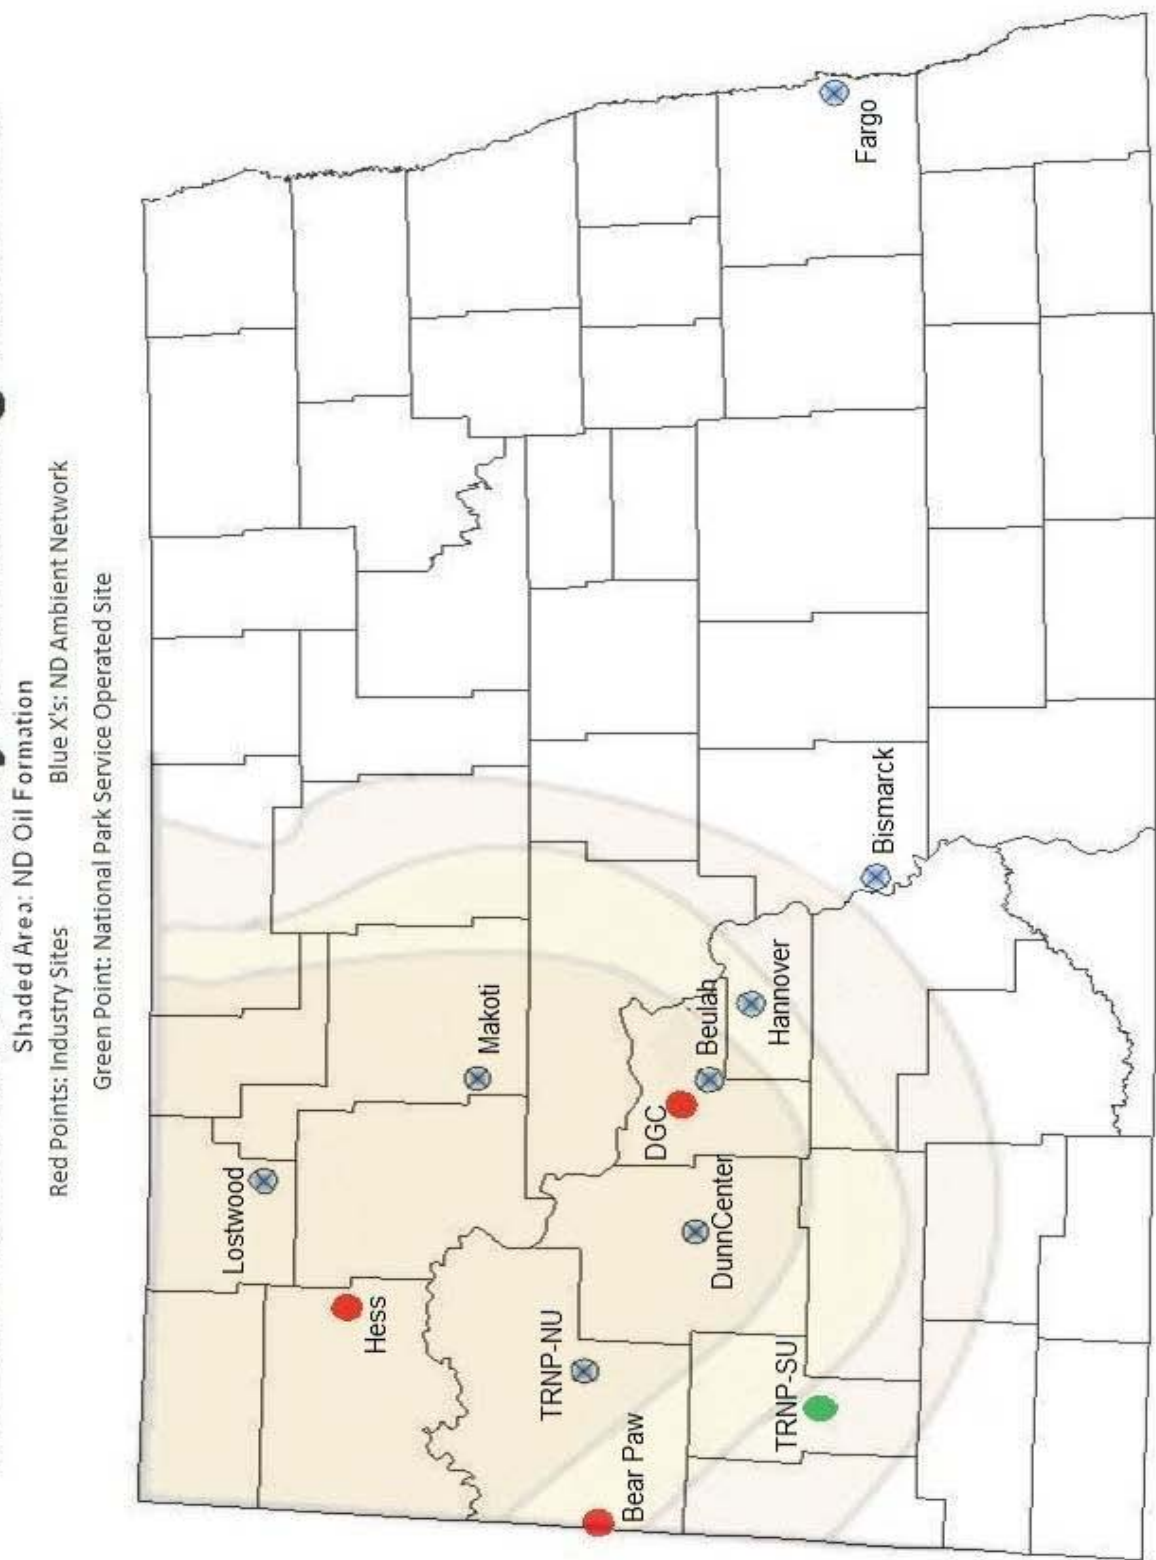 Shaded Area: ND Oil Formation
Red Points: Industry Sites
Blue X's: ND Ambient Network
Green Point: National Park Service Operated Site
Lostwood
Hess
Makoti
TRNP-NU
Bear Paw
DGC
Beulah
DunnCenter
Hannover
TRNP-SU
Bismarck
Fargo